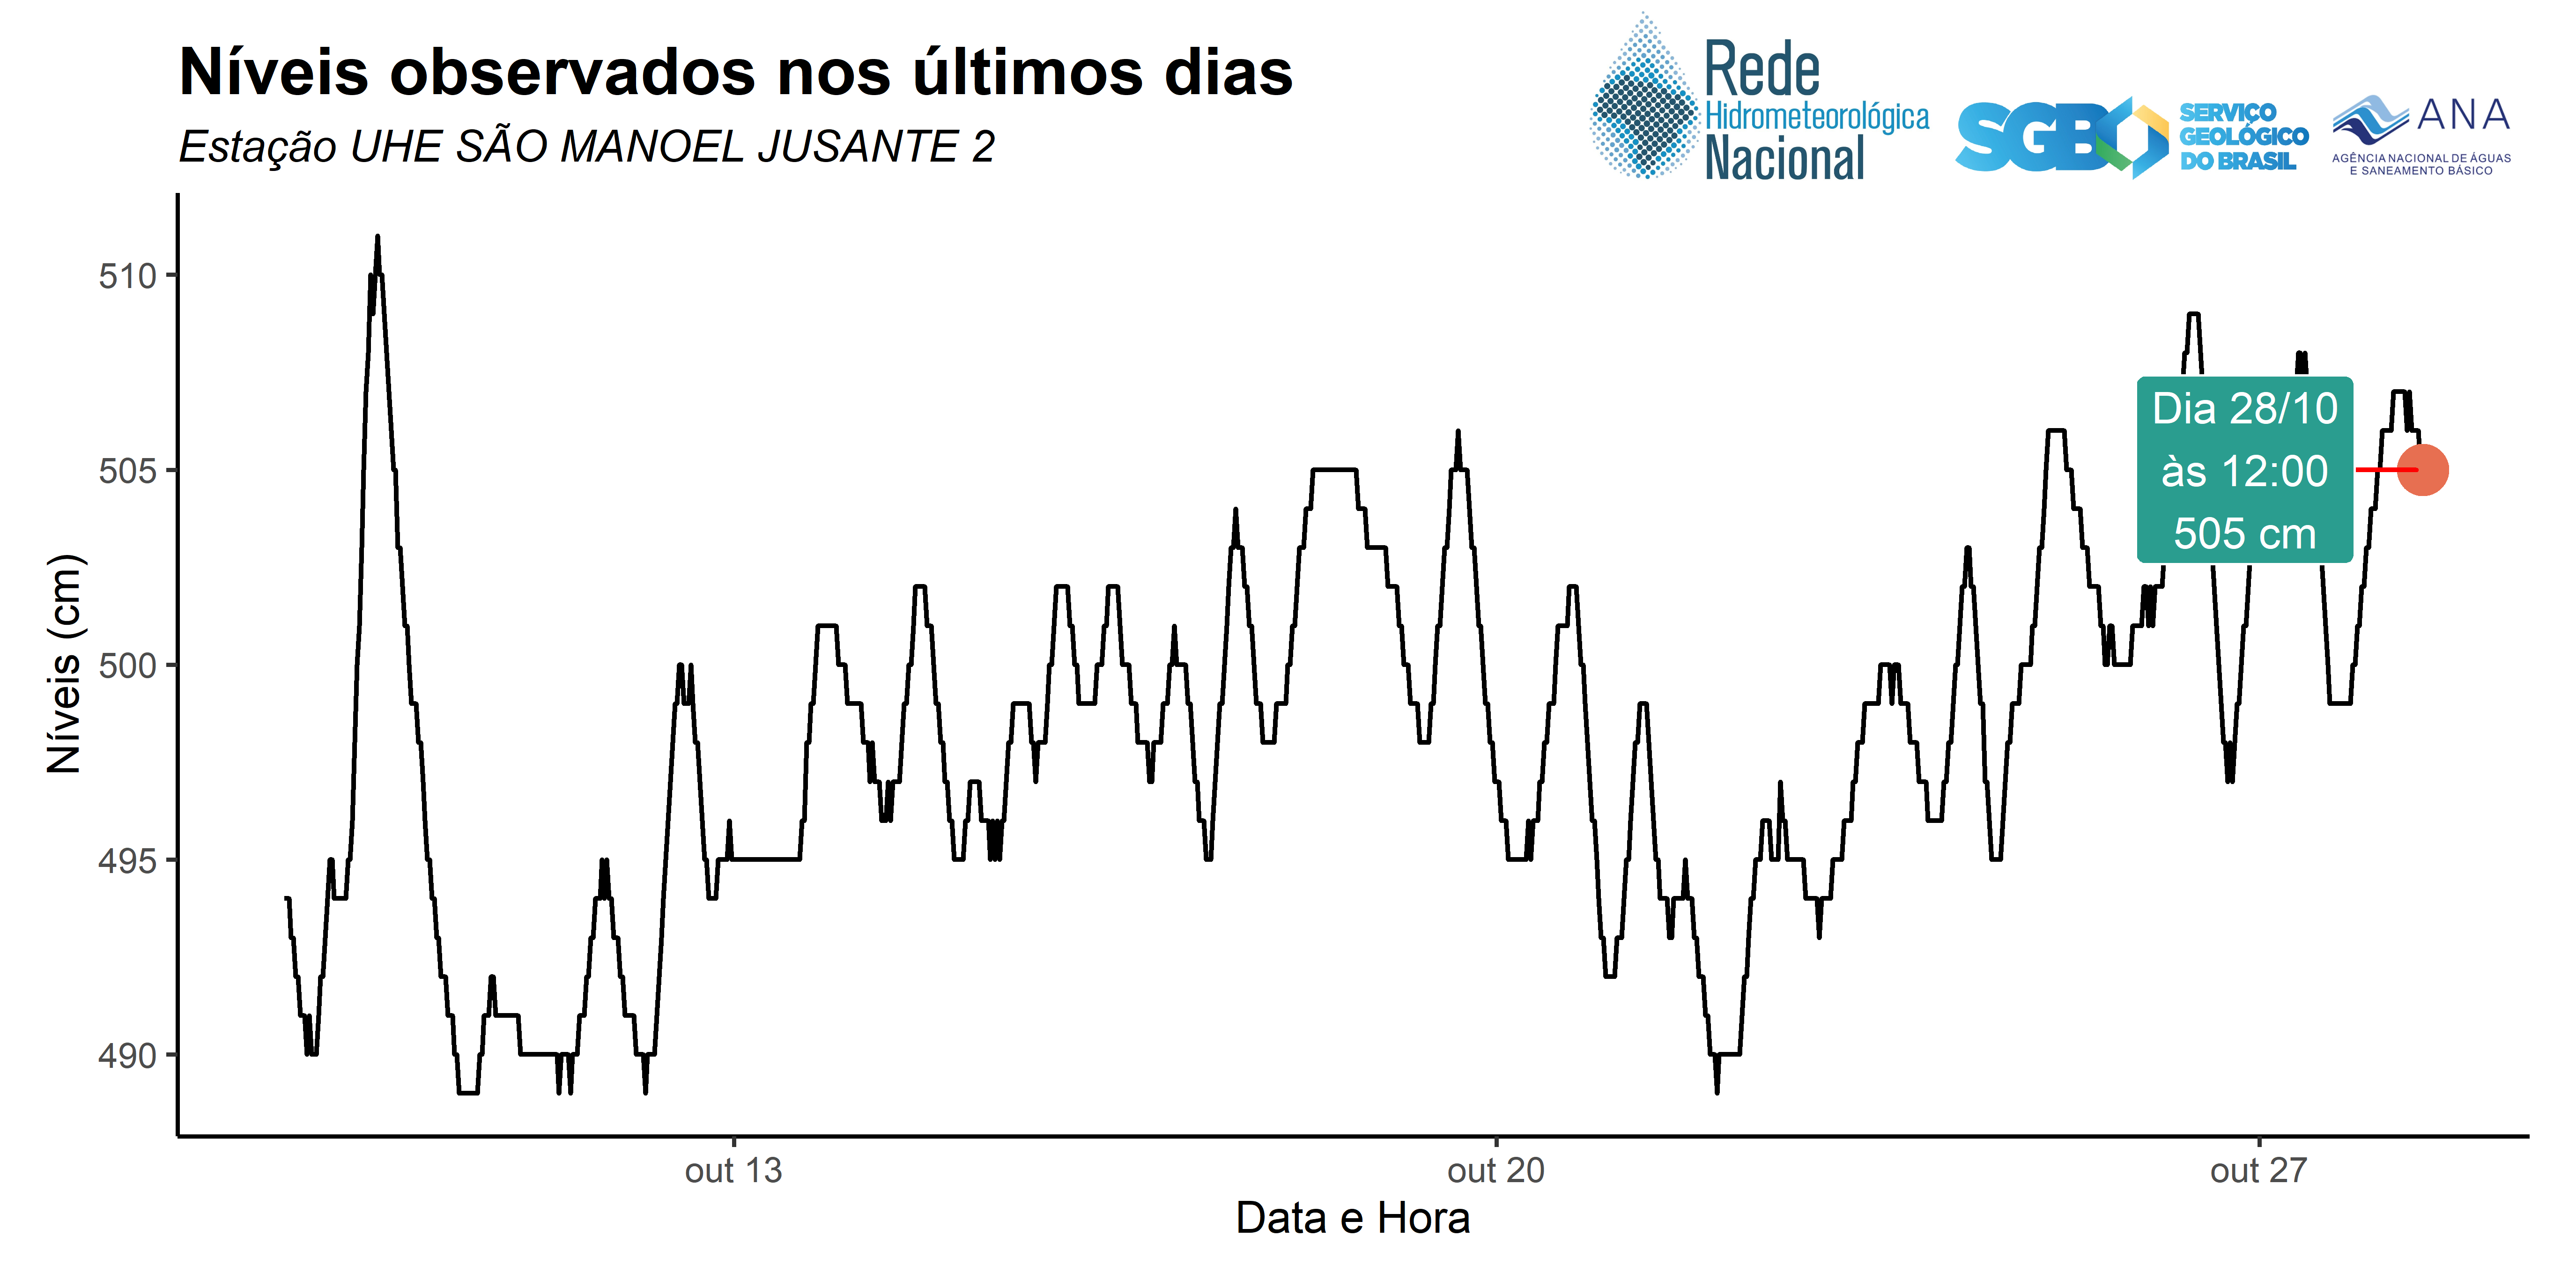 Níveis observados nos últimos dias
Estação UHE SÃO MANOEL JUSANTE 2
Rede
Hidrometeorológica
Nacional
SGB
SERVIÇO
GEOLÓGICO
DO BRASIL
ANA
AGÊNCIA NACIONAL DE ÁGUAS
E SANEAMENTO BÁSICO
Níveis (cm)
510
505
500
495
490
Dia 28/10
às 12:00
505 cm
out 13
out 20
out 27
Data e Hora